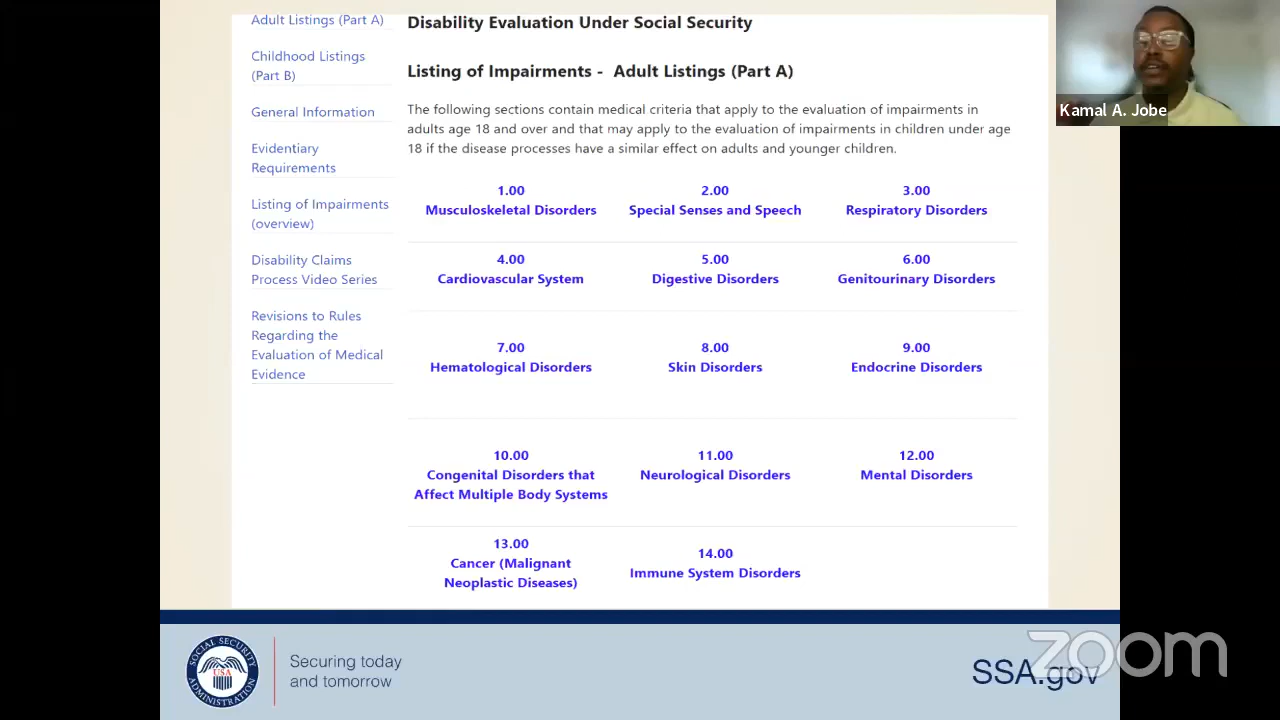 Adult Listings (Part A)
Childhood Listings
(Part B)
General Information
Evidentiary
Requirements
Listing of Impairments
(overview)
Disability Claims
Process Video Series
Revisions to Rules
Regarding the
Evaluation of Medical
Evidence
Disability Evaluation Under Social Security
Listing of Impairments - Adult Listings (Part A)
The following sections contain medical criteria that apply to the evaluation of impairments in
adults age 18 and over and that may apply to the evaluation of impairments in children under age
18 if the disease processes have a similar effect on adults and younger children.
1.00
Musculoskeletal Disorders
2.00
Special Senses and Speech
3.00
Respiratory Disorders
4.00
Cardiovascular System
5.00
Digestive Disorders
6.00
Genitourinary Disorders
7.00
Hematological Disorders
8.00
Skin Disorders
9.00
Endocrine Disorders
10.00
Congenital Disorders that
Affect Multiple Body Systems
11.00
Neurological Disorders
12.00
Mental Disorders
13.00
Cancer (Malignant
Neoplastic Diseases)
14.00
Immune System Disorders
Kamal A. Jobe
SOCIAL SECURITY
USA
ADMINISTRATION
Securing today
and tomorrow
SSA.gov
zoom